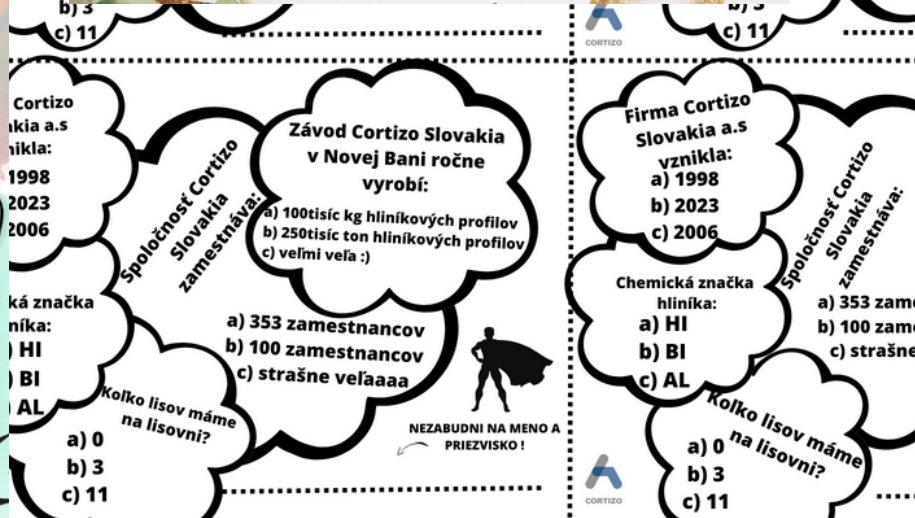 b) 3
c) 11
CORTIZO
b) 3
c) 11
Cortizo
kia a.s
nikla:
1998
2023
2006
ká značka
níka:
) HI
) BI
) AL
Spoločnosť Cortizo
Slovakia
zamestnáva:
a) 353 zamestnancov
b) 100 zamestnancov
c) strašne veľaaaa
Závod Cortizo Slovakia
v Novej Bani ročne
vyrobí:
a) 100tisíc kg hliníkových profilov
b) 250tisíc ton hliníkových profilov
c) veľmi veľa :)
Koľko lisov máme
na lisovni?
a) 0
b) 3
c) 11
NEZABUDNI NA MENO A
PRIEZVISKO !
Firma Cortizo
Slovakia a.s
vznikla:
a) 1998
b) 2023
c) 2006
Chemická značka
hliníka:
a) HI
b) BI
c) AL
Spoločnosť Cortizo
Slovakia
zamestnáva:
a) 353 zam
b) 100 zam
c) strašne
Koľko lisov máme
na lisovni?
a) 0
b) 3
c) 11
CORTIZO